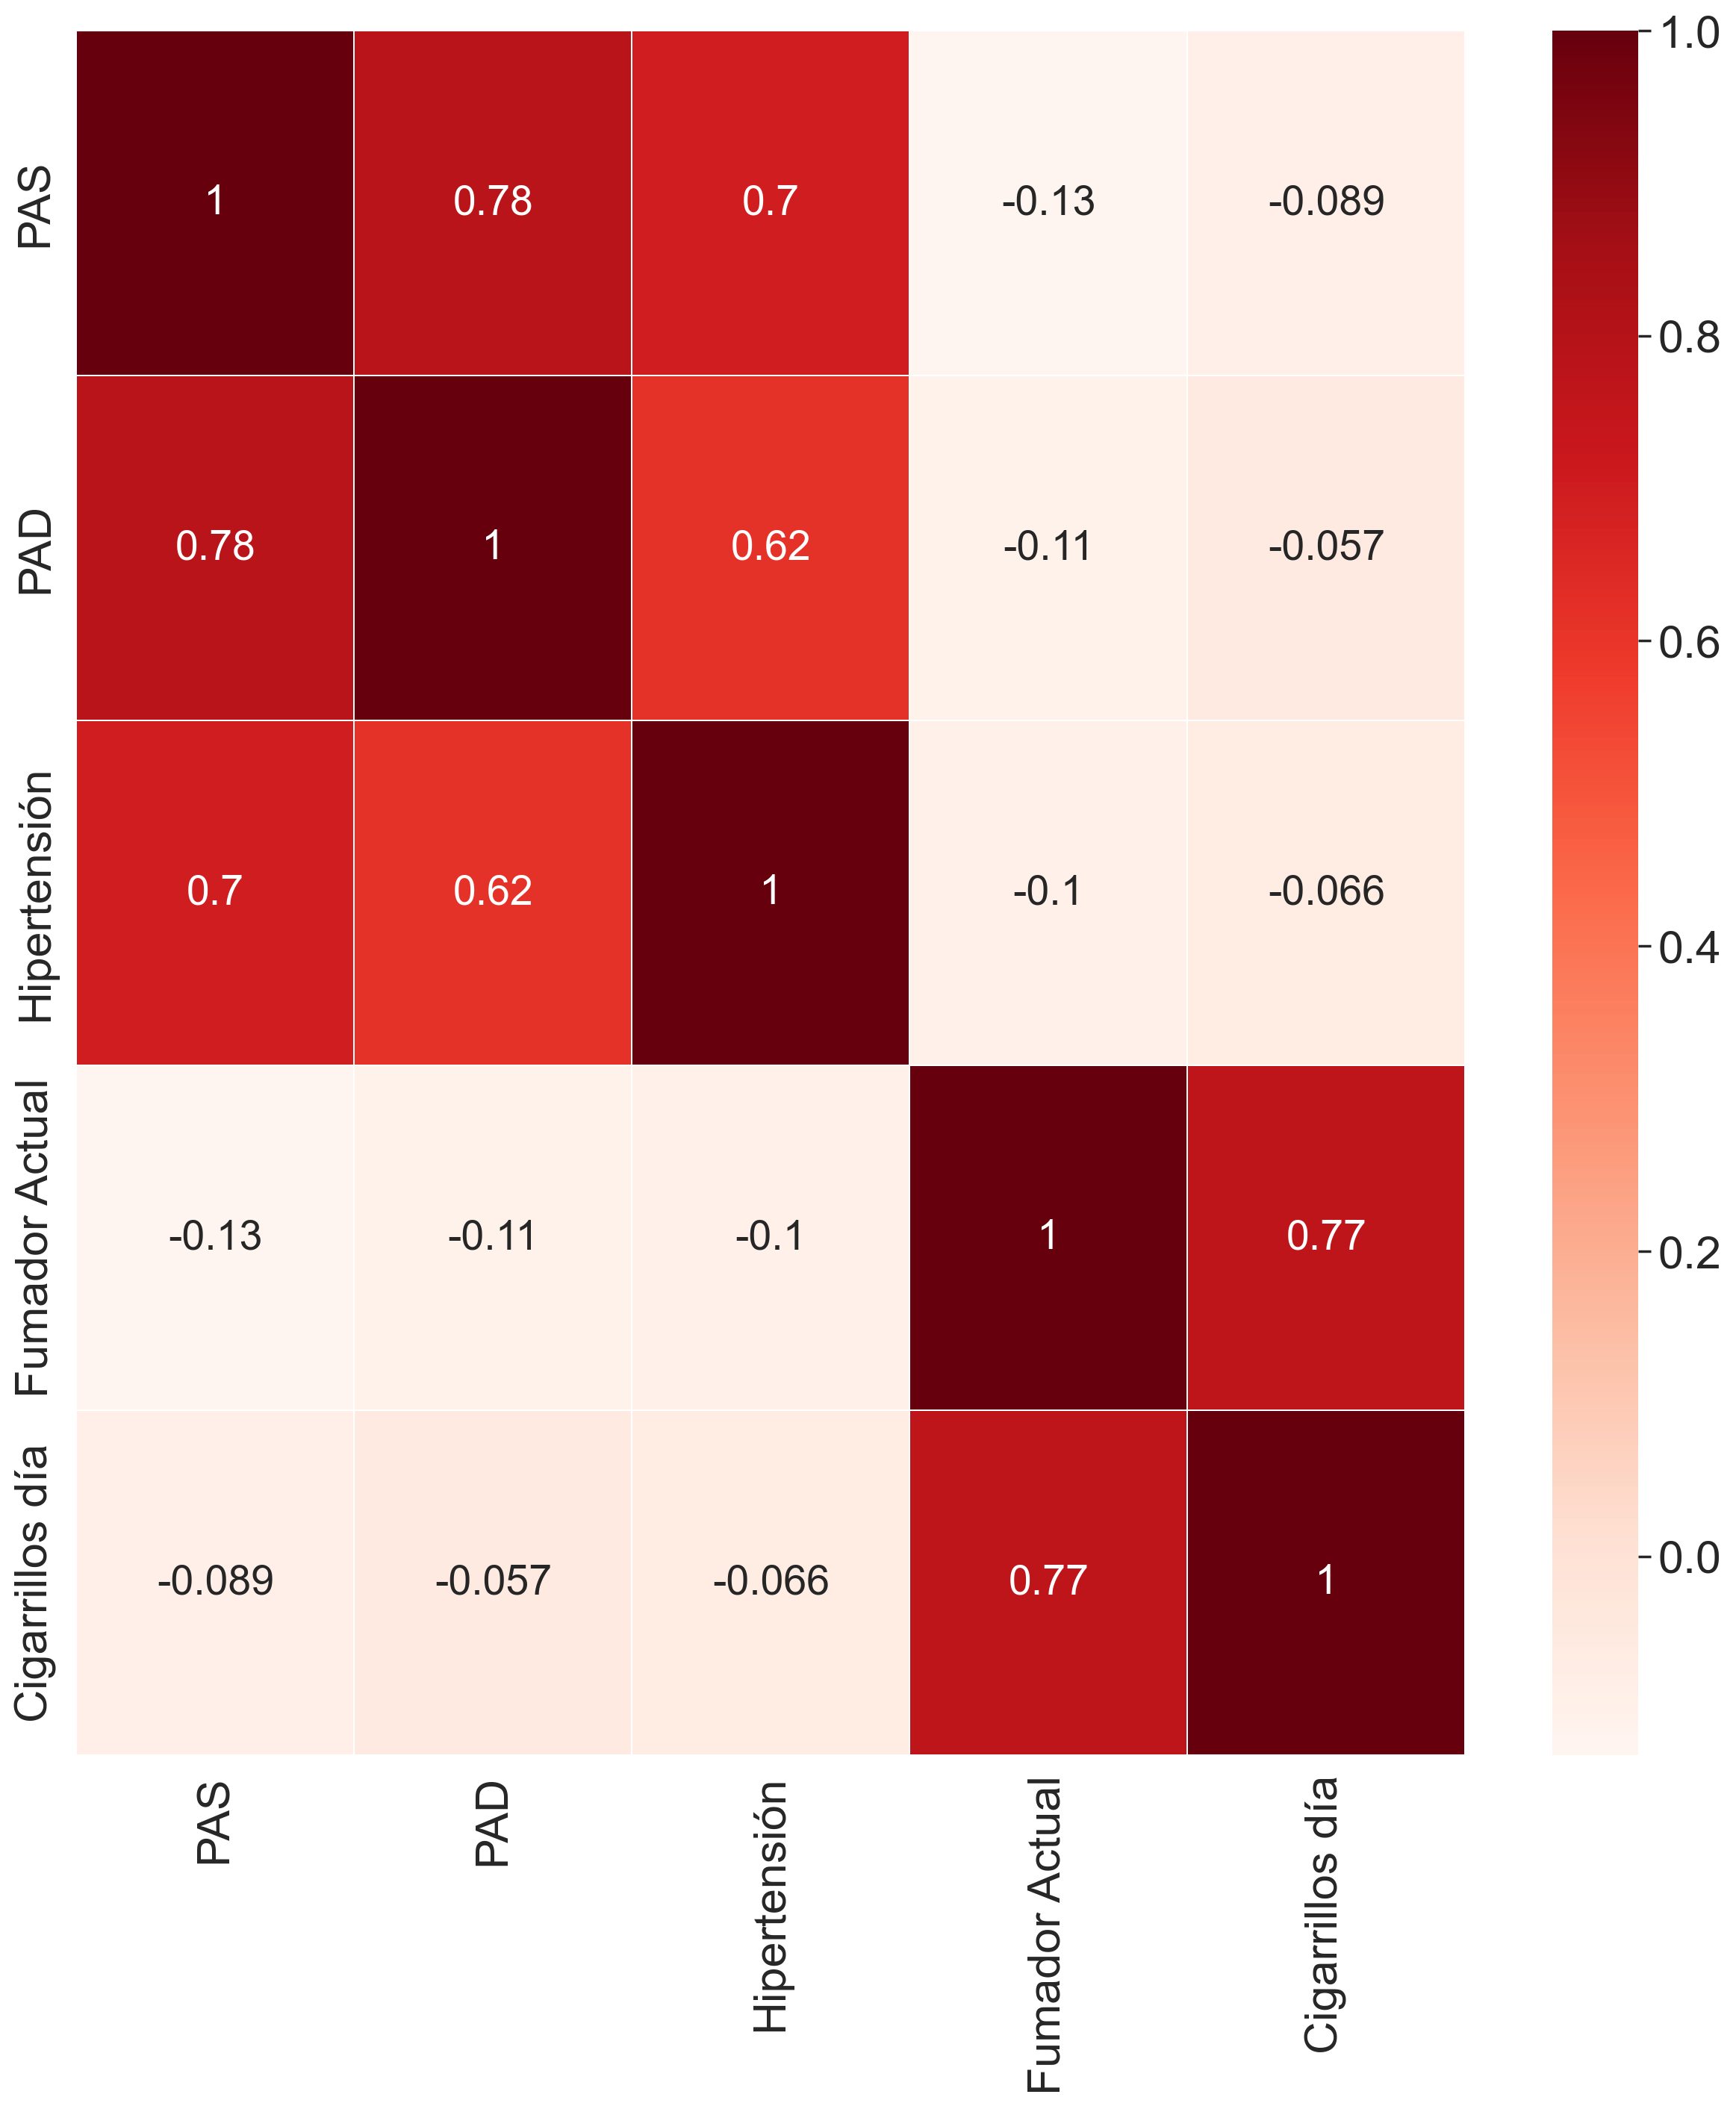 PAS 1 0.78 0.7 -0.13 -0.089
PAD 0.78 1 0.62 -0.11 -0.057
Hipertensión 0.7 0.62 1 -0.1 -0.066
Fumador Actual -0.13 -0.11 -0.1 1 0.77
Cigarrillos día -0.089 -0.057 -0.066 0.77 1
PAS
PAD
Hipertensión
Fumador Actual
Cigarrillos día
1.0
0.8
0.6
0.4
0.2
0.0